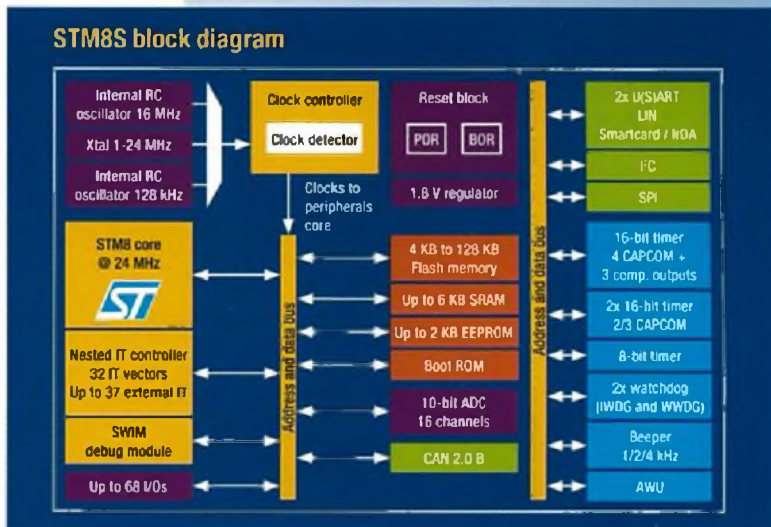 STM8S block diagram
Internal RC
oscillator 16 MHz
Xtal 1-24 MHz
Internal RC
oscillator 128 kHz
Clock controller
Clock detector
Clocks to
peripherals
core
Reset block
POR
BOR
1.8 V regulator
STM8 core
@ 24 MHz
ST
Nested IT controller
32 IT vectors
Up to 37 external IT
SWIM
debug module
Up to 68 I/Os
Address and data bus
4 KB to 128 KB
Flash memory
Up to 6 KB SRAM
Up to 2 KB EEPROM
Boot ROM
10-bit ADC
16 channels
CAN 2.0 B
Address and data bus
2x U(S)ART
LIN
Smartcard / IrDA
I²C
SPI
16-bit timer
4 CAPCOM +
3 comp. outputs
2x 16-bit timer
2/3 CAPCOM
8-bit timer
2x watchdog
(IWDG and WWDG)
Beeper
1/2/4 kHz
AWU